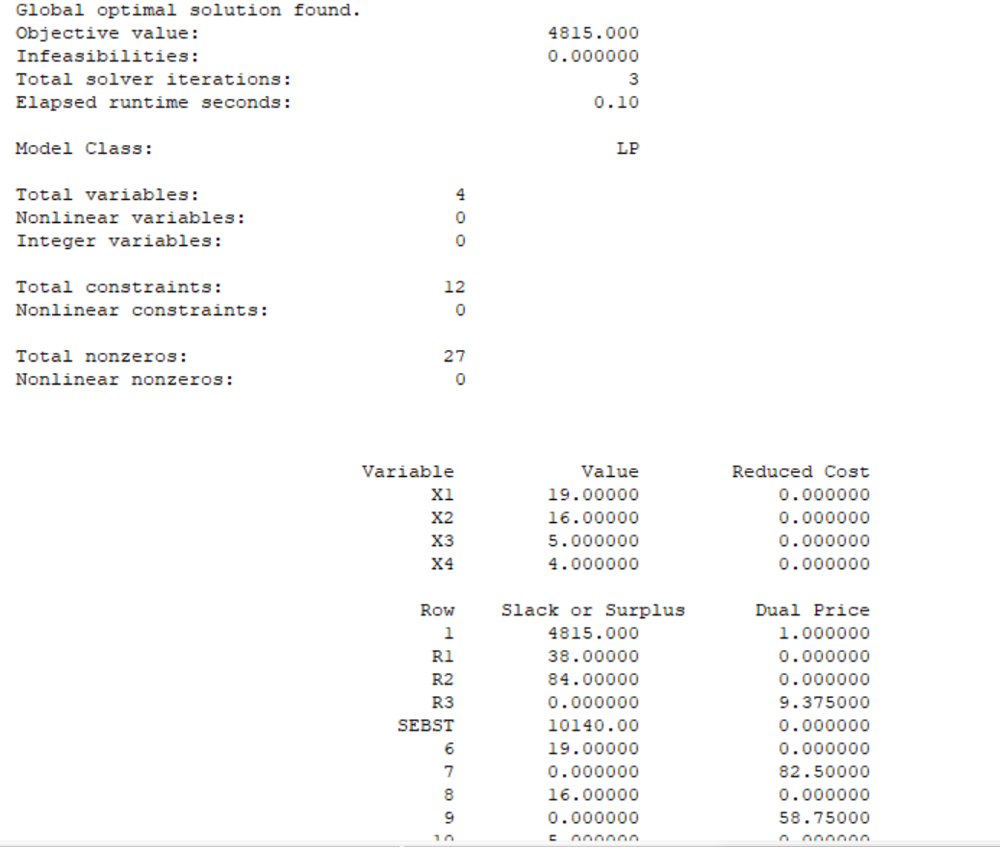 Global optimal solution found.
Objective value: 4815.000
Infeasibilities: 0.000000
Total solver iterations: 3
Elapsed runtime seconds: 0.10
Model Class: LP
Total variables: 4
Nonlinear variables: 0
Integer variables: 0
Total constraints: 12
Nonlinear constraints: 0
Total nonzeros: 27
Nonlinear nonzeros: 0
Variable Value Reduced Cost
X1 19.00000 0.000000
X2 16.00000 0.000000
X3 5.000000 0.000000
X4 4.000000 0.000000
Row Slack or Surplus Dual Price
1 4815.000 1.000000
R1 38.00000 0.000000
R2 84.00000 0.000000
R3 0.000000 9.375000
SEBST 10140.00 0.000000
6 19.00000 0.000000
7 0.000000 82.50000
8 16.00000 0.000000
9 0.000000 58.75000
10 5.000000 0.000000